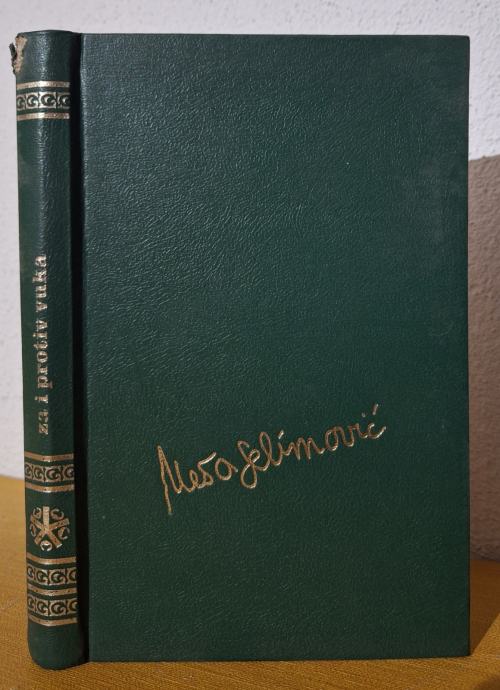 za i protiv vuka
Meša Selimović